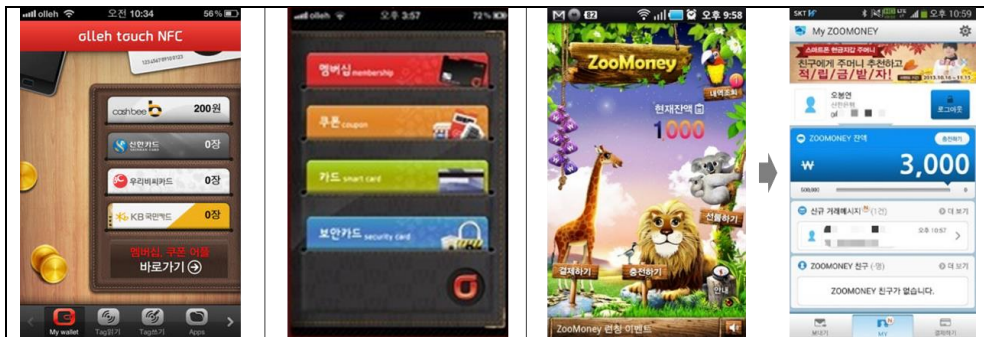 olleh 오전 10:34 56%
olleh touch NFC
cashbee 200원
신한카드 0장
우리비씨카드 0장
KB국민카드 0장
멤버십, 쿠폰 어플
바로가기
My wallet Tag읽기 Tag쓰기 Apps
olleh 오후 3:57 72%
멤버십 membership
쿠폰 coupon
카드 smart card
보안카드 security card
오후 9:58
ZooMoney
내역조회
현재잔액
1,000
선물하기
결제하기 충전하기
안내
ZooMoney 런칭 이벤트
SKT 오후 10:59
My ZOOMONEY
스마트폰 현금지갑 주머니
친구에게 주머니 추천하고
적/립/금/받/자!
오봉연
신한은행
로그아웃
ZOOMONEY 잔액 충전하기
₩ 3,000
500,000 0
신규 거래메시지 (1건) 더 보기
오후 10:57
ZOOMONEY 친구 (-명) 더 보기
ZOOMONEY 친구가 없습니다.
보내기 MY 결제하기